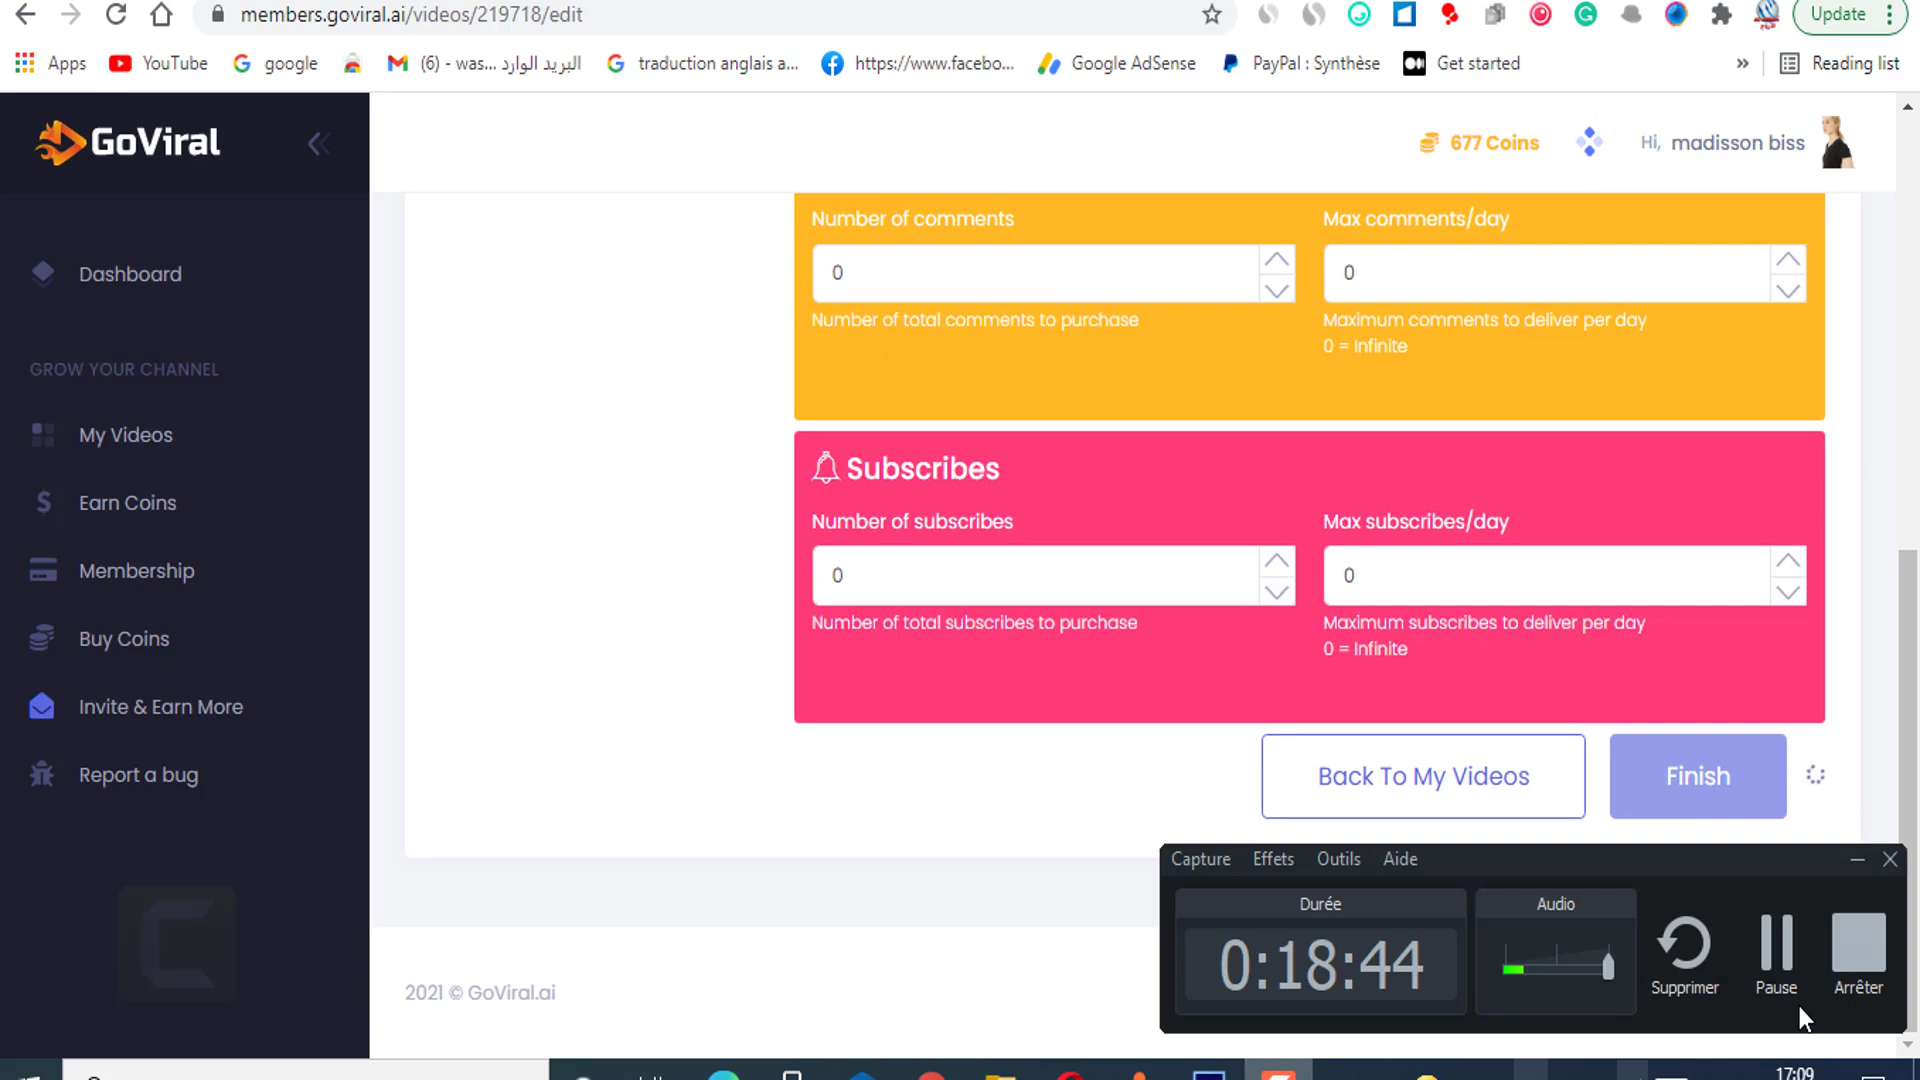 members.goviral.ai/videos/219718/edit
Update
Apps
YouTube
google
(6) - was... البريد الوارد
traduction anglais a...
https://www.facebo...
Google AdSense
PayPal : Synthèse
Get started
»
Reading list
GoViral
677 Coins
Hi, madisson biss
Dashboard
GROW YOUR CHANNEL
My Videos
Earn Coins
Membership
Buy Coins
Invite & Earn More
Report a bug
Number of comments
Max comments/day
0
0
Number of total comments to purchase
Maximum comments to deliver per day
0 = Infinite
Subscribes
Number of subscribes
Max subscribes/day
0
0
Number of total subscribes to purchase
Maximum subscribes to deliver per day
0 = Infinite
Back To My Videos
Finish
2021 © GoViral.ai
Capture Effets Outils Aide
Durée
Audio
0:18:44
Supprimer
Pause
Arrêter
17:09